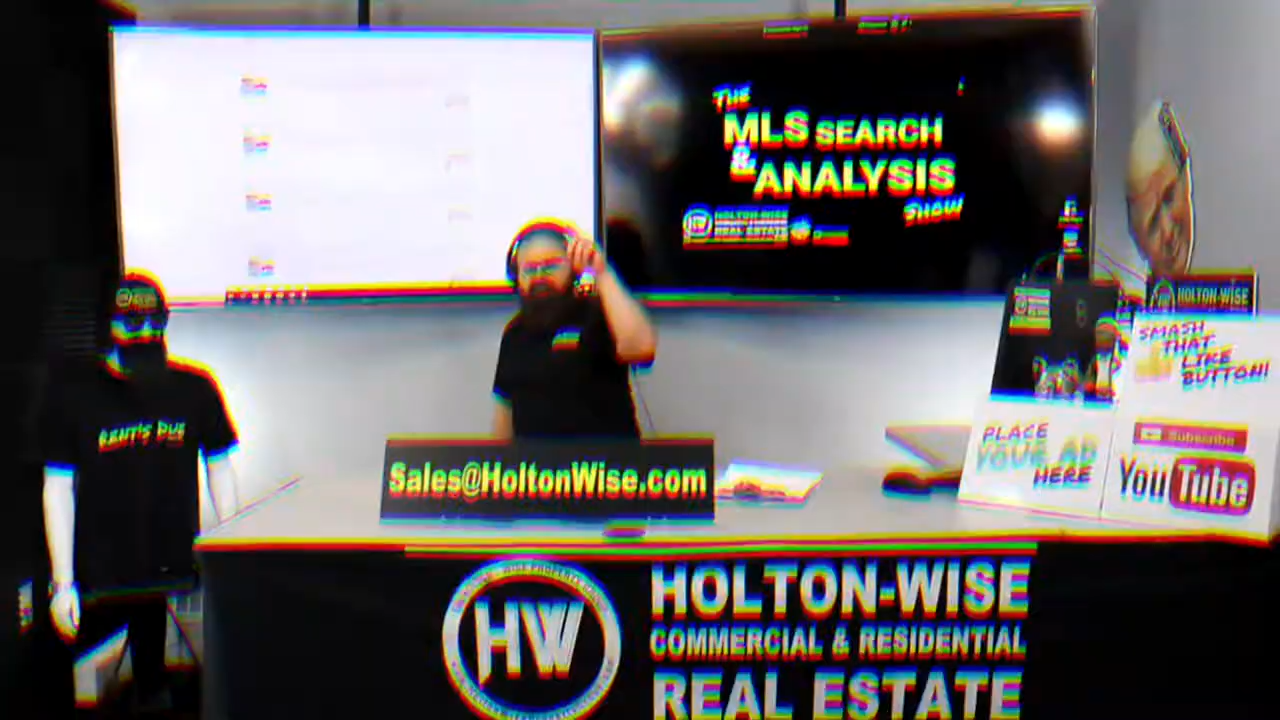 THE
MLS SEARCH
& ANALYSIS
SHOW
HOLTON-WISE
REAL ESTATE
HOLTON-WISE
SMASH
THAT
LIKE
BUTTON!
RENT'S DUE
PLACE
YOUR AD
HERE
Subscribe
YouTube
Sales@HoltonWise.com
HW
HOLTON-WISE
COMMERCIAL & RESIDENTIAL
REAL ESTATE